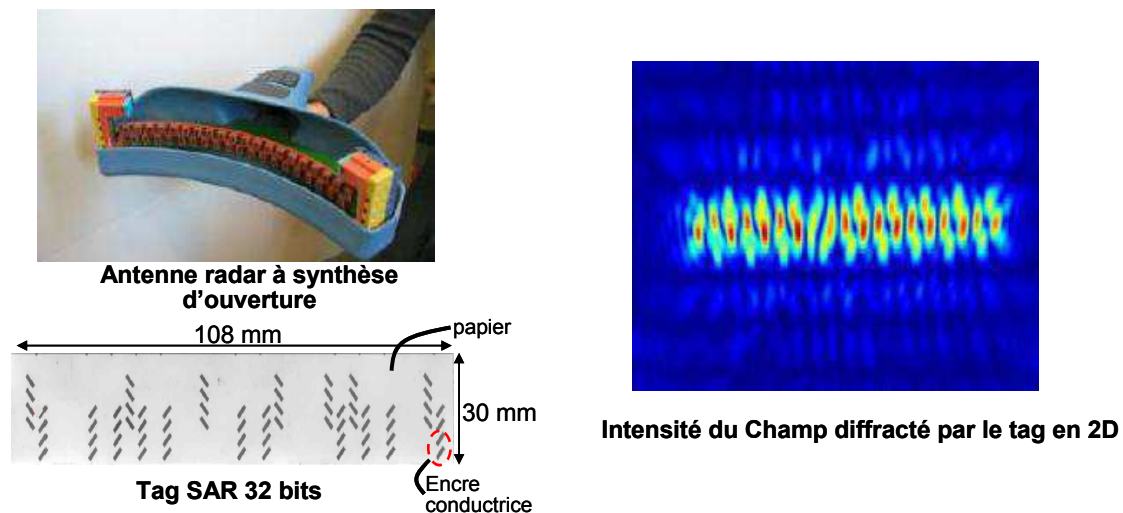 Antenne radar à synthèse
d'ouverture
108 mm
papier
30 mm
Tag SAR 32 bits
Encre
conductrice
Intensité du Champ diffracté par le tag en 2D